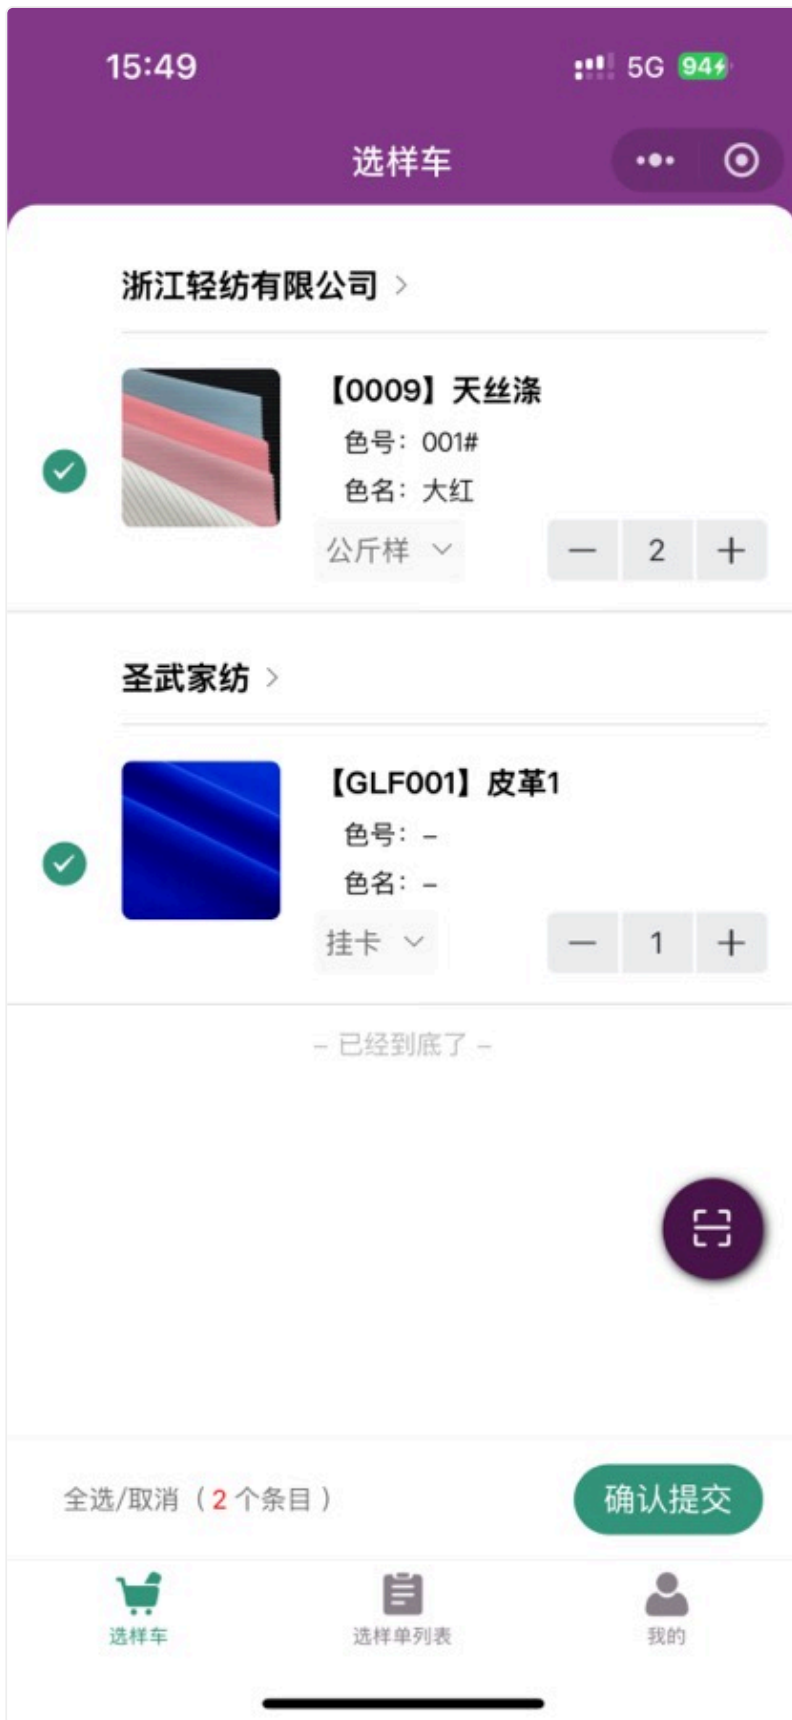 15:49
5G 94
选样车
浙江轻纺有限公司
【0009】天丝涤
色号：001#
色名：大红
公斤样
2
圣武家纺
【GLF001】皮革1
色号：–
色名：–
挂卡
1
– 已经到底了 –
全选/取消（2个条目）
确认提交
选样车
选样单列表
我的